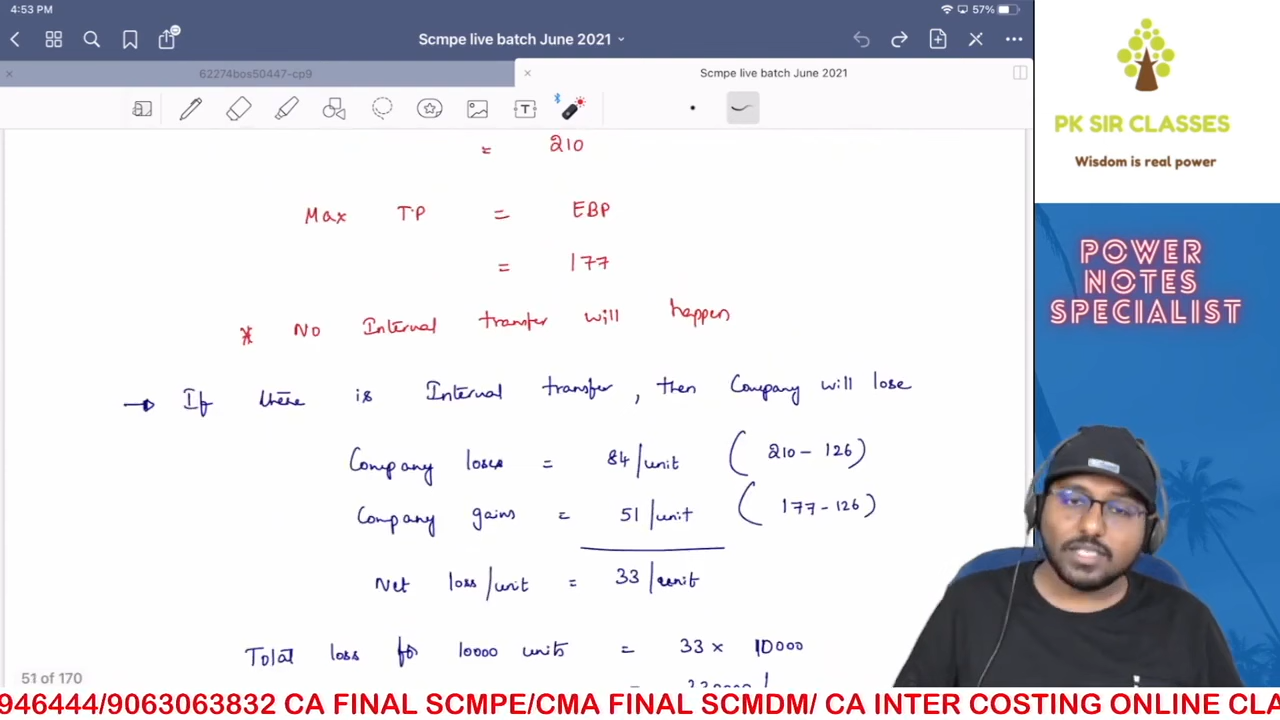 4:53 PM
57%
Scmpe live batch June 2021
62274bos50447-cp9
Scmpe live batch June 2021
T
= 210
Max TP = EBP
= 177
* No Internal transfer will happen
→ If there is Internal transfer, then Company will lose
Company loses = 84/unit (210 - 126)
Company gains = 51/unit (177 - 126)
Net loss/unit = 33/unit
Total loss for 10000 units = 33 × 10000
51 of 170
PK SIR CLASSES
Wisdom is real power
POWER
NOTES
SPECIALIST
946444/9063063832 CA FINAL SCMPE/CMA FINAL SCMDM/ CA INTER COSTING ONLINE CLA